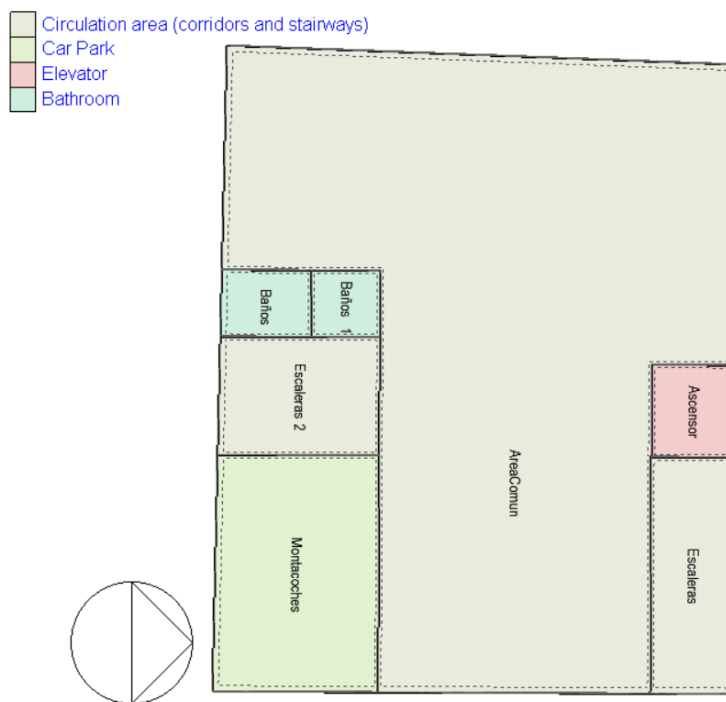 Circulation area (corridors and stairways)
Car Park
Elevator
Bathroom
Baños
Baños 1
Escaleras 2
Ascensor
AreaComun
Montacoches
Escaleras